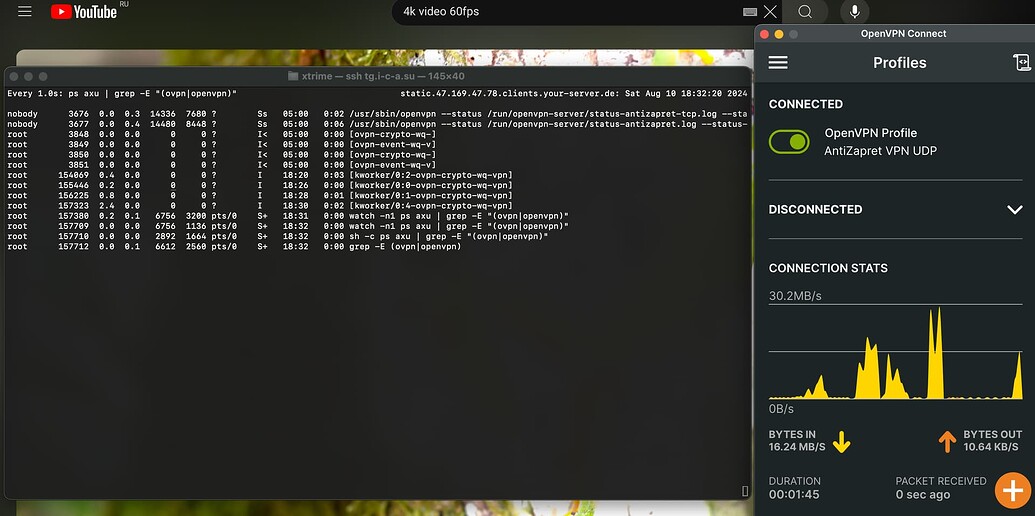 YouTube RU
4k video 60fps
OpenVPN Connect
xtrime — ssh tg.i-c-a.su — 145×40
Every 1.0s: ps axu | grep -E "(ovpn|openvpn)" static.47.169.47.78.clients.your-server.de: Sat Aug 10 18:32:20 2024
nobody 3676 0.0 0.3 14336 7680 ? Ss 05:00 0:02 /usr/sbin/openvpn --status /run/openvpn-server/status-antizapret-tcp.log --sta
nobody 3677 0.0 0.4 14480 8448 ? Ss 05:00 0:06 /usr/sbin/openvpn --status /run/openvpn-server/status-antizapret.log --status-
root 3848 0.0 0.0 0 0 ? I< 05:00 0:00 [ovpn-crypto-wq-]
root 3849 0.0 0.0 0 0 ? I< 05:00 0:00 [ovpn-event-wq-v]
root 3850 0.0 0.0 0 0 ? I< 05:00 0:00 [ovpn-crypto-wq-]
root 3851 0.0 0.0 0 0 ? I< 05:00 0:00 [ovpn-event-wq-v]
root 154069 0.4 0.0 0 0 ? I 18:20 0:03 [kworker/0:2-ovpn-crypto-wq-vpn]
root 155446 0.2 0.0 0 0 ? I 18:26 0:00 [kworker/0:0-ovpn-crypto-wq-vpn]
root 156225 0.8 0.0 0 0 ? I 18:28 0:01 [kworker/0:1-ovpn-crypto-wq-vpn]
root 157323 2.4 0.0 0 0 ? I 18:30 0:02 [kworker/0:4-ovpn-crypto-wq-vpn]
root 157380 0.2 0.1 6756 3200 pts/0 S+ 18:31 0:00 watch -n1 ps axu | grep -E "(ovpn|openvpn)"
root 157709 0.0 0.0 6756 1136 pts/0 S+ 18:32 0:00 watch -n1 ps axu | grep -E "(ovpn|openvpn)"
root 157710 0.0 0.0 2892 1664 pts/0 S+ 18:32 0:00 sh -c ps axu | grep -E "(ovpn|openvpn)"
root 157712 0.0 0.1 6612 2560 pts/0 S+ 18:32 0:00 grep -E (ovpn|openvpn)
Profiles
CONNECTED
OpenVPN Profile
AntiZapret VPN UDP
DISCONNECTED
CONNECTION STATS
30.2MB/s
0B/s
BYTES IN
16.24 MB/S
BYTES OUT
10.64 KB/S
DURATION
00:01:45
PACKET RECEIVED
0 sec ago